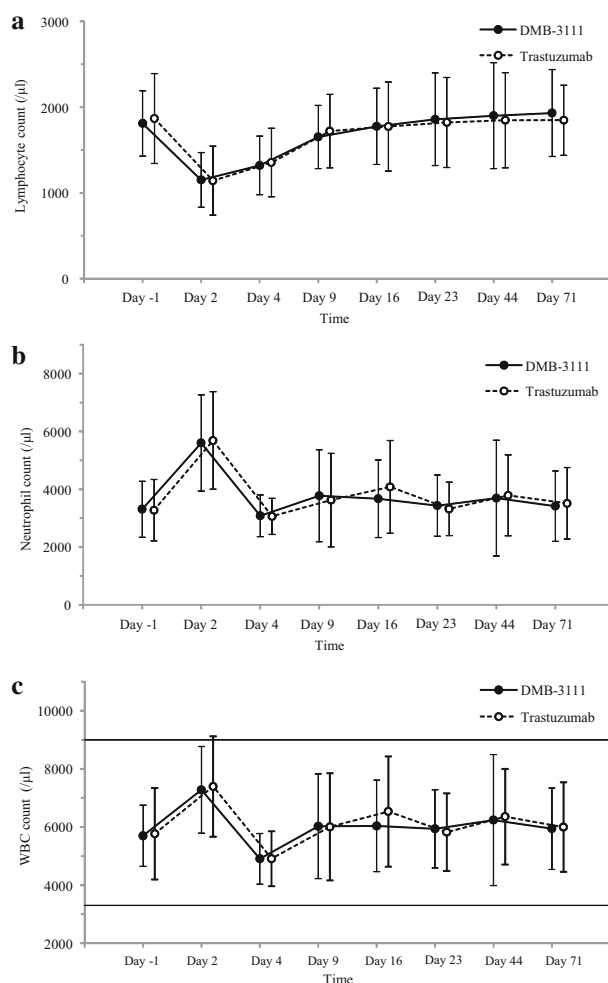 a
3000
DMB-3111
Trastuzumab
2000
1000
0
Lymphocyte count (/μl)
Day -1 Day 2 Day 4 Day 9 Day 16 Day 23 Day 44 Day 71
Time
b
8000
DMB-3111
Trastuzumab
6000
4000
2000
0
Neutrophil count (/μl)
Day -1 Day 2 Day 4 Day 9 Day 16 Day 23 Day 44 Day 71
Time
c
DMB-3111
Trastuzumab
10000
8000
6000
4000
2000
WBC count (/μl)
Day -1 Day 2 Day 4 Day 9 Day 16 Day 23 Day 44 Day 71
Time